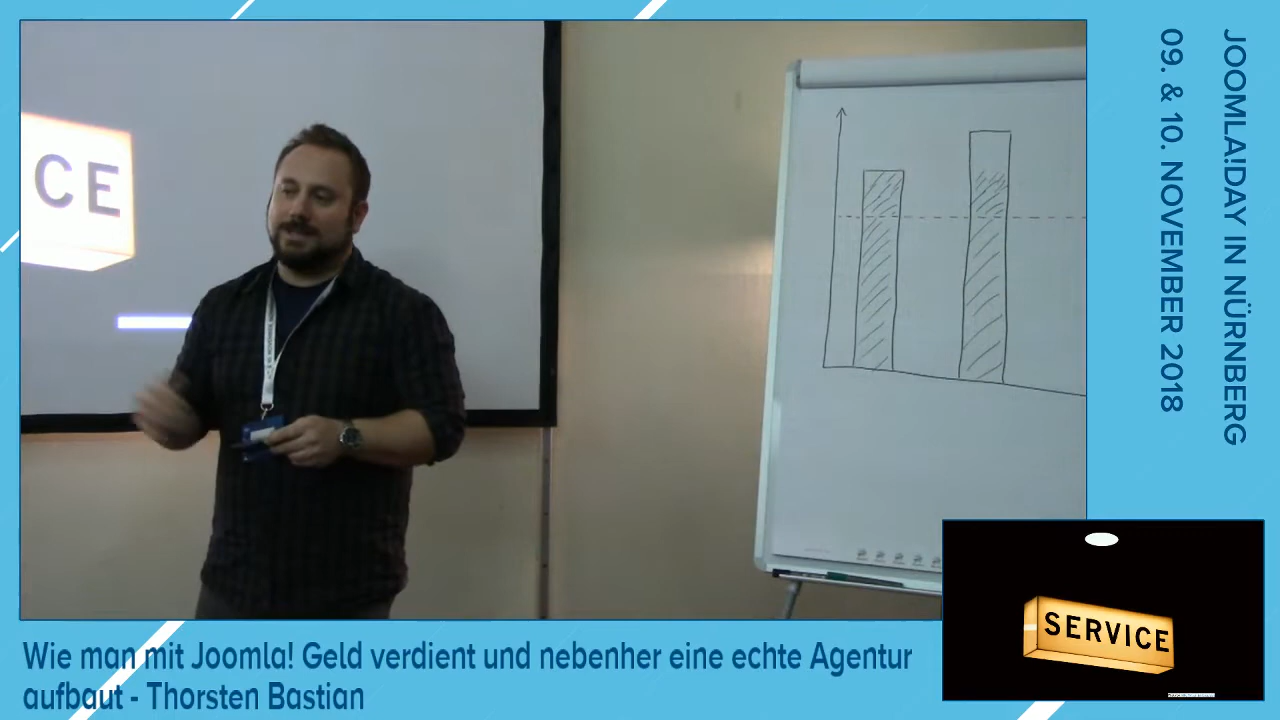 CE
JOOMLA!DAY IN NÜRNBERG
09. & 10. NOVEMBER 2018
SERVICE
Wie man mit Joomla! Geld verdient und nebenher eine echte Agentur
aufbaut - Thorsten Bastian